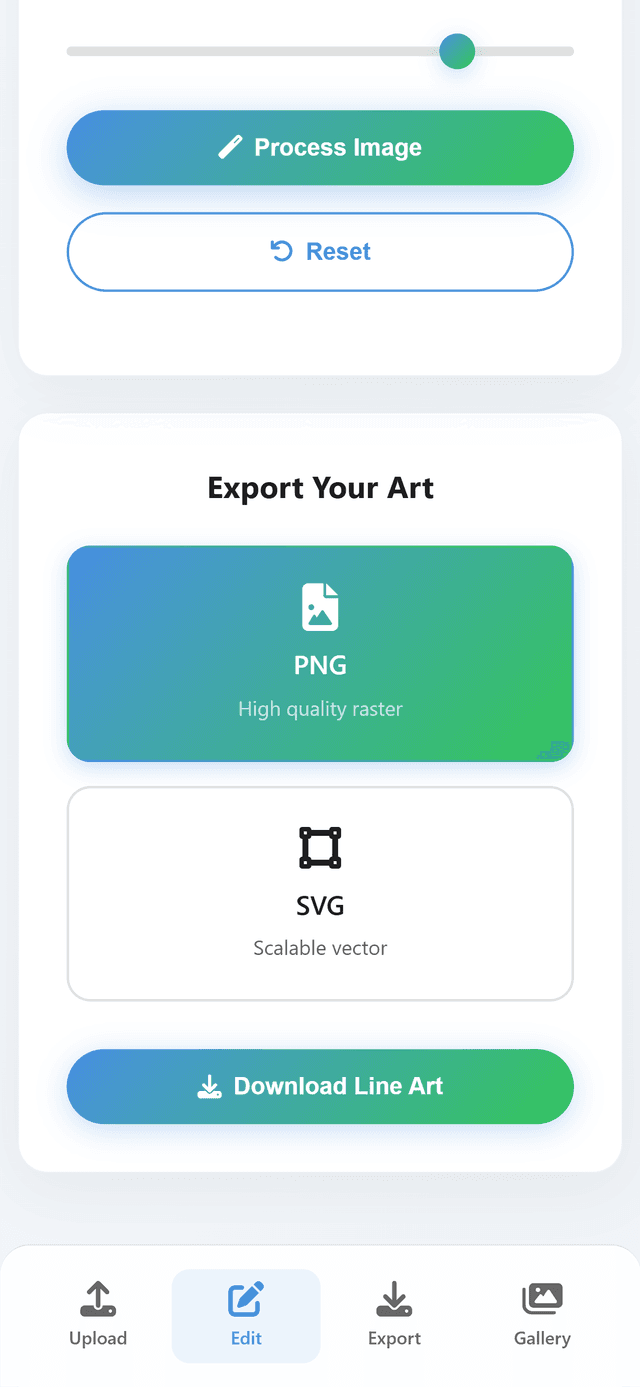 Process Image
Reset
Export Your Art
PNG
High quality raster
SVG
Scalable vector
Download Line Art
Upload
Edit
Export
Gallery